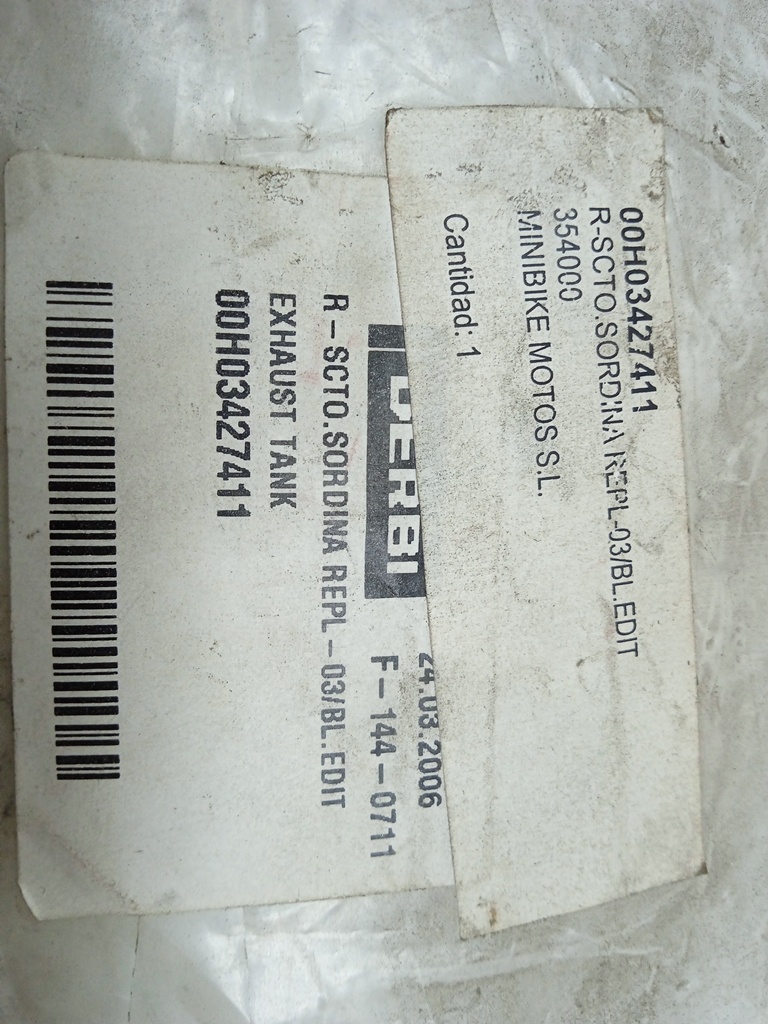 00H03427411
R-SCTO.SORDINA REPL-03/BL.EDIT
354000
MINIBIKE MOTOS S.L.
Cantidad: 1
24.03.2006
DERBI
F-144-0711
R-SCTO.SORDINA REPL-03/BL.EDIT
EXHAUST TANK
00H03427411